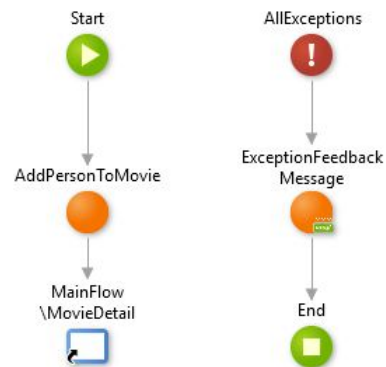 Start
AddPersonToMovie
MainFlow
\MovieDetail
AllExceptions
ExceptionFeedback
Message
End